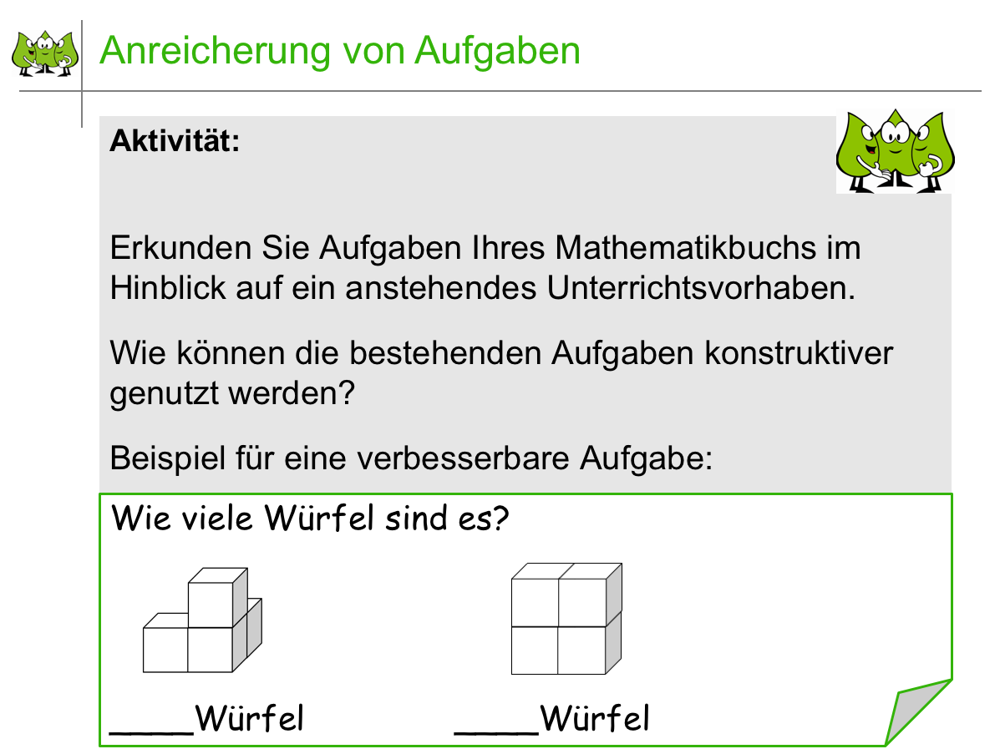 Anreicherung von Aufgaben
Aktivität:
Erkunden Sie Aufgaben Ihres Mathematikbuchs im
Hinblick auf ein anstehendes Unterrichtsvorhaben.
Wie können die bestehenden Aufgaben konstruktiver
genutzt werden?
Beispiel für eine verbesserbare Aufgabe:
Wie viele Würfel sind es?
____Würfel ____Würfel